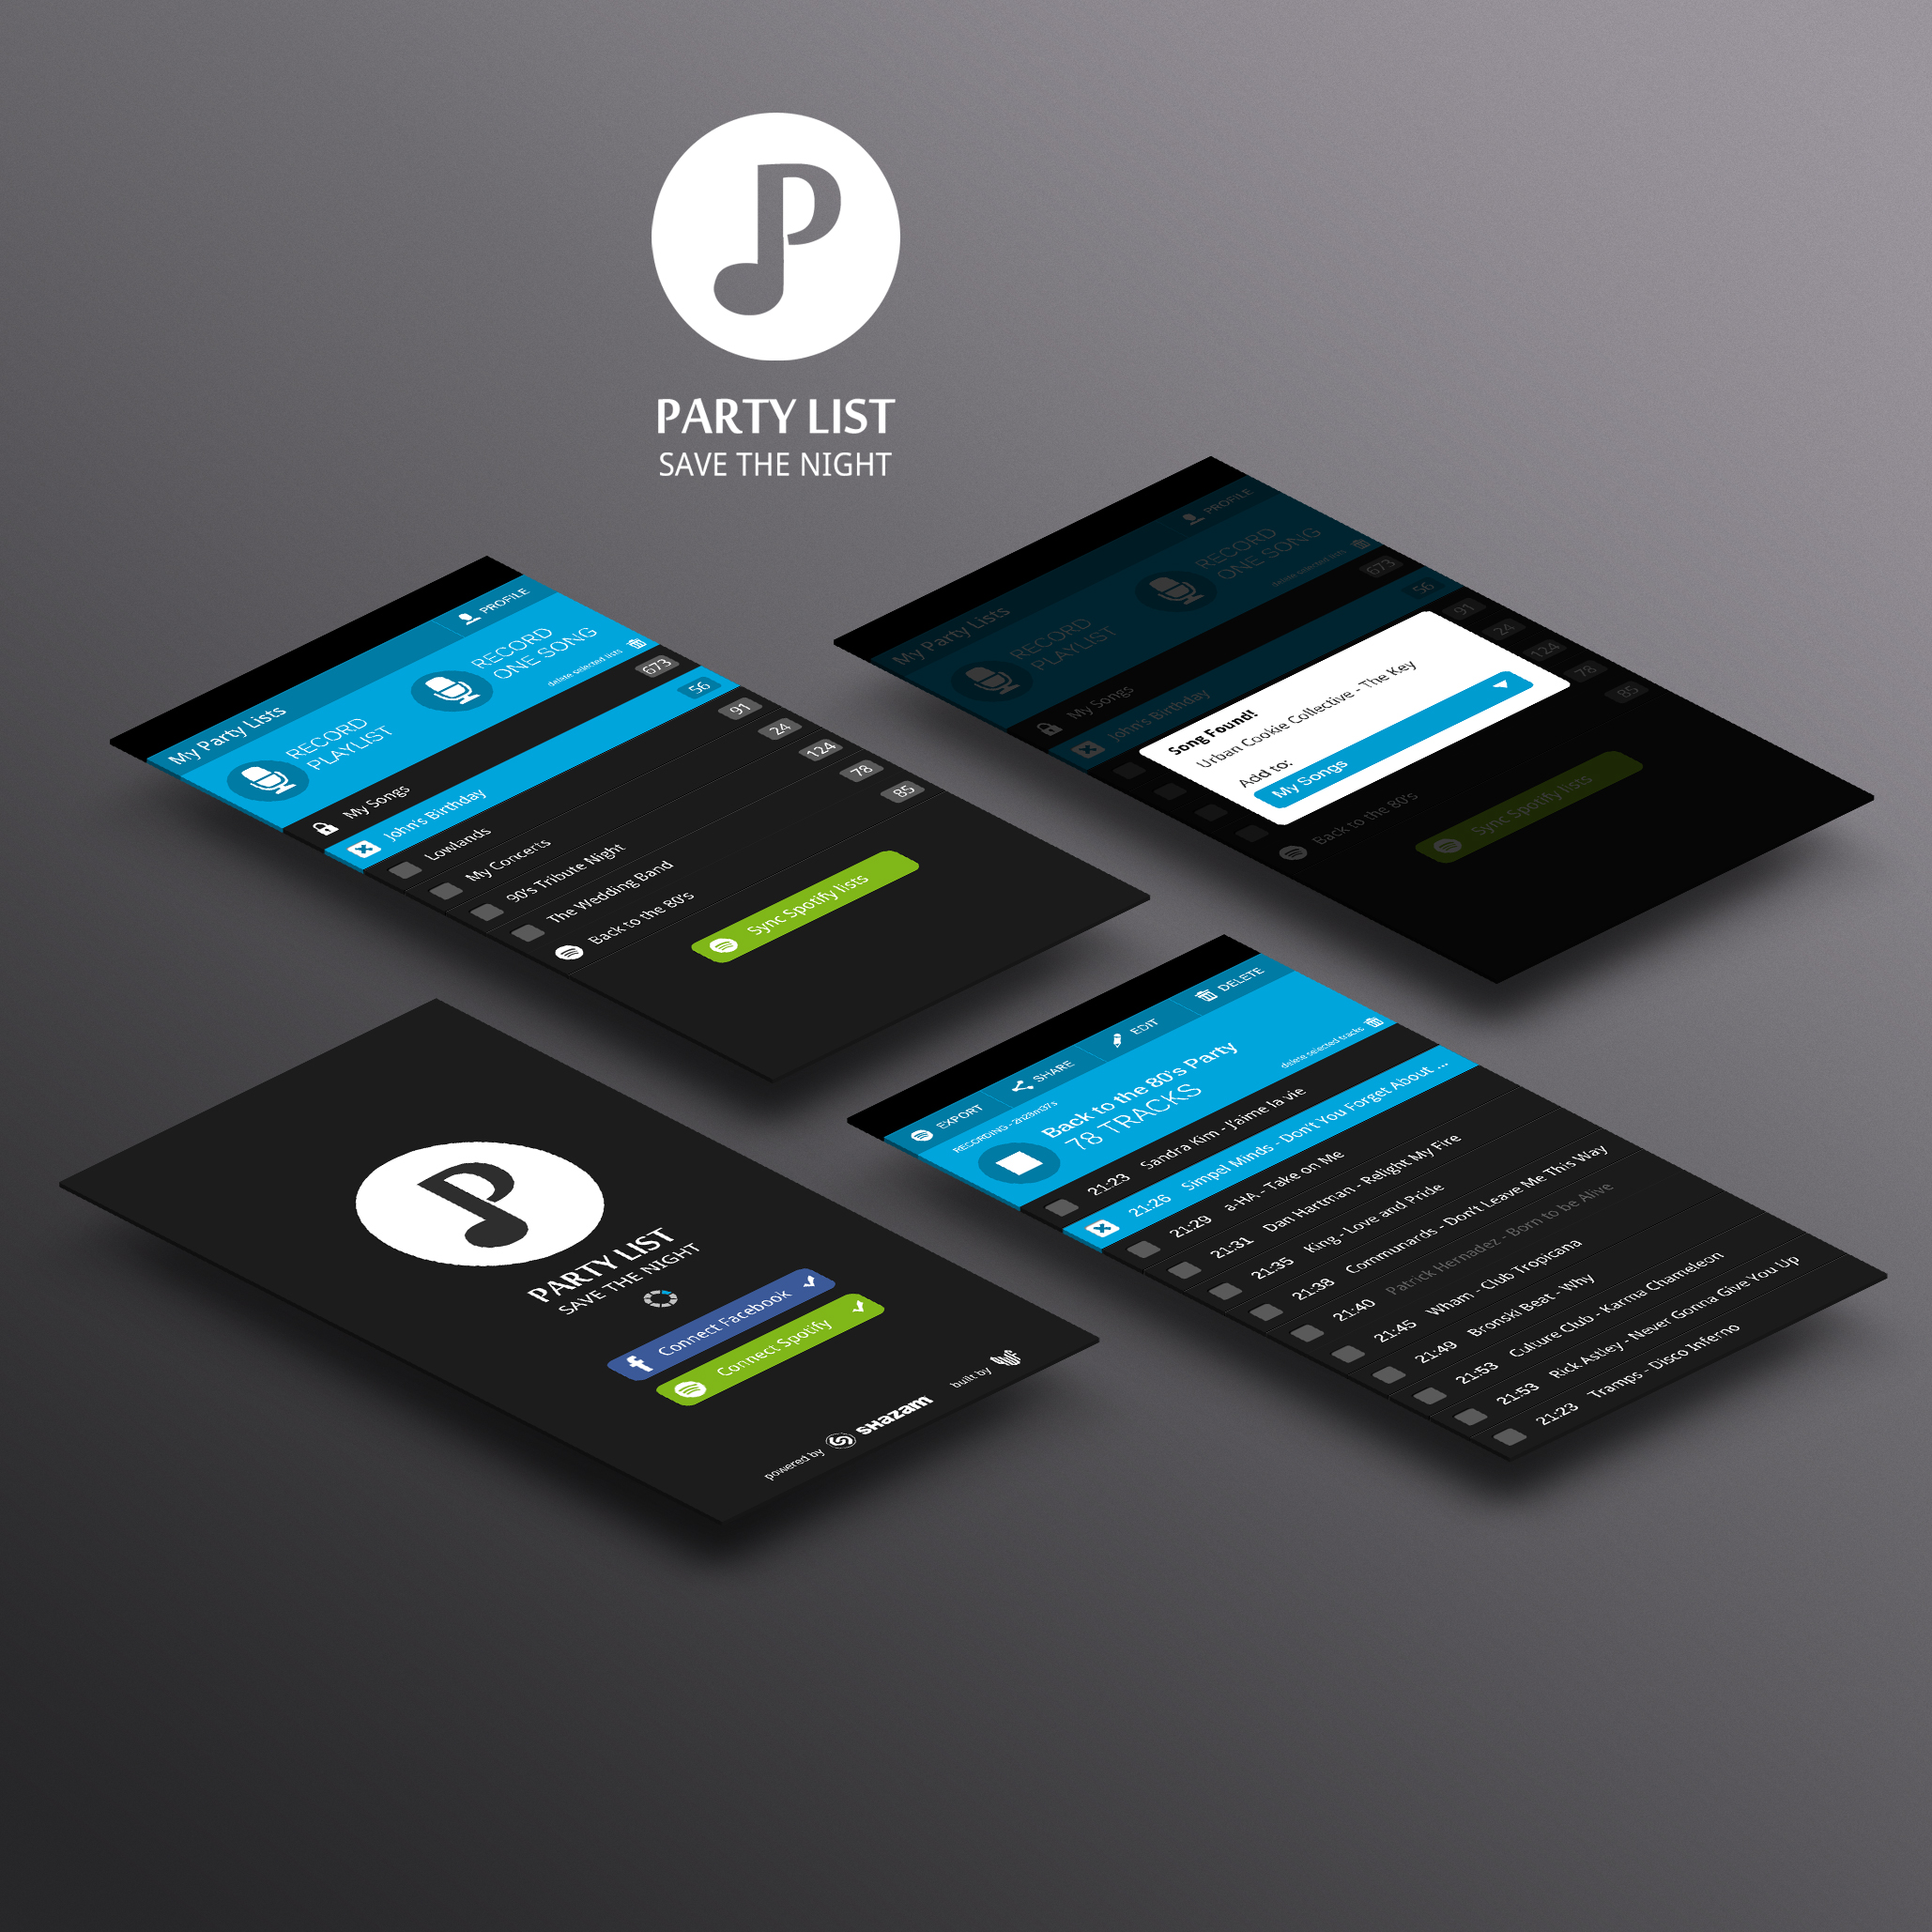 PARTY LIST
SAVE THE NIGHT
My Party Lists
PROFILE
RECORD
PLAYLIST
RECORD
ONE SONG
delete selected lists
My Songs 673
John's Birthday 56
Lowlands 91
My Concerts 24
90's Tribute Night 124
The Wedding Band 78
Back to the 80's 85
Sync Spotify lists
My Party Lists
PROFILE
RECORD
PLAYLIST
RECORD
ONE SONG
delete selected lists
My Songs 673
John's Birthday 56
91
24
124
78
Back to the 80's 85
Sync Spotify lists
Song Found!
Urban Cookie Collective - The Key
Add to:
My Songs
PARTY LIST
SAVE THE NIGHT
Connect Facebook
Connect Spotify
powered by SHAZAM
built by
EXPORT
SHARE
EDIT
DELETE
RECORDING - 2h28m37s
Back to the 80's Party
78 TRACKS
delete selected tracks
21:23 Sandra Kim - J'aime la vie
21:26 Simpel Minds - Don't You Forget About ...
21:29 a-HA - Take on Me
21:31 Dan Hartman - Relight My Fire
21:35 King - Love and Pride
21:38 Communards - Don't Leave Me This Way
21:40 Patrick Hernadez - Born to be Alive
21:45 Wham - Club Tropicana
21:49 Bronski Beat - Why
21:53 Culture Club - Karma Chameleon
21:53 Rick Astley - Never Gonna Give You Up
21:23 Tramps - Disco Inferno